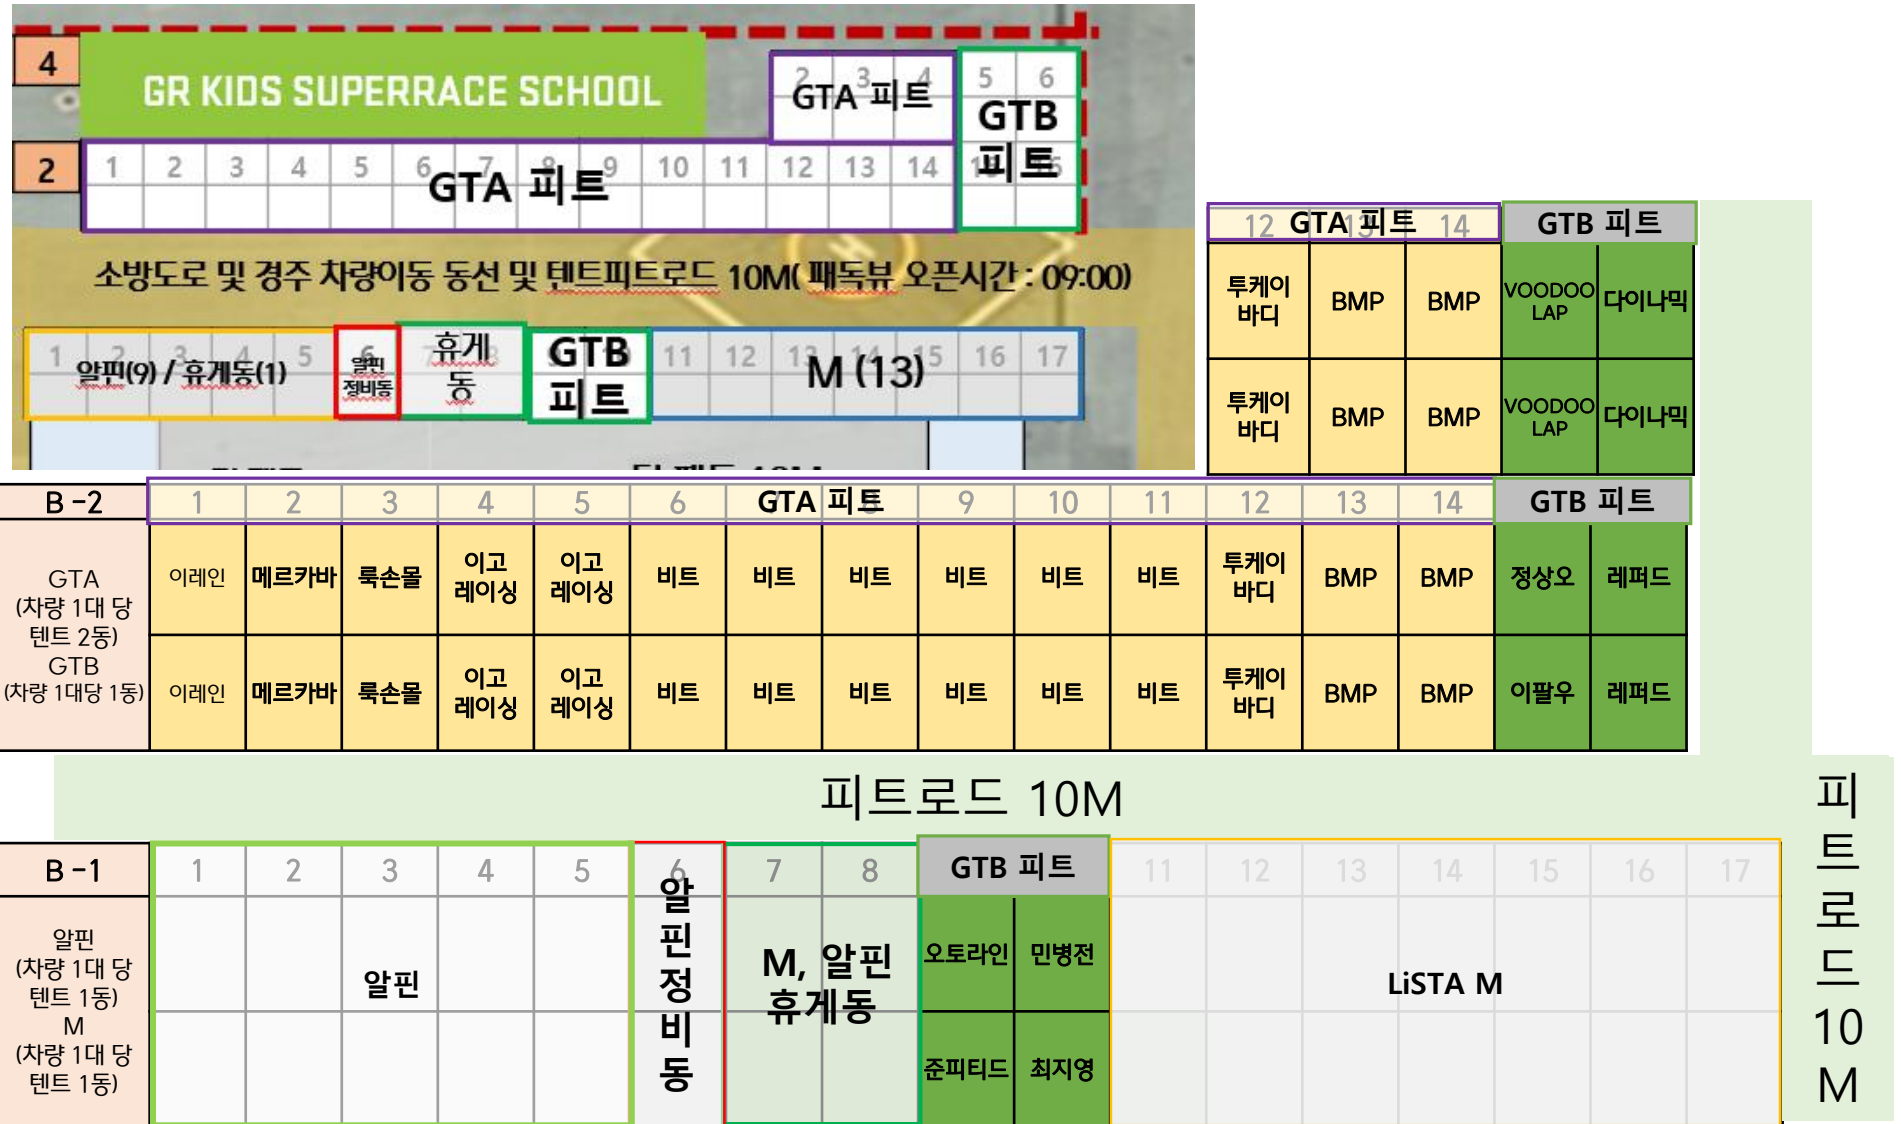 4
GR KIDS SUPERRACE SCHOOL
2 3 4
GTA 피트
5 6
GTB
피트
2
1 2 3 4 5 6 7 8 9 10 11 12 13 14
GTA 피트
소방도로 및 경주 차량이동 동선 및 텐트피트로드 10M( 패독뷰 오픈시간 : 09:00)
1 2 3 4 5
알핀(9) / 휴게동(1)
6
알핀
정비동
휴게
동
GTB
피트
11 12 13 14 15 16 17
M (13)
12 13 14
GTA 피트
GTB 피트
투케이
바디
BMP
BMP
VOODOO
LAP
다이나믹
투케이
바디
BMP
BMP
VOODOO
LAP
다이나믹
B -2
1 2 3 4 5 6 8 9 10 11 12 13 14
GTA 피트
GTB 피트
GTA
(차량 1대 당
텐트 2동)
GTB
(차량 1대당 1동)
이레인
메르카바
룩손몰
이고
레이싱
이고
레이싱
비트
비트
비트
비트
비트
비트
투케이
바디
BMP
BMP
정상오
레퍼드
이레인
메르카바
룩손몰
이고
레이싱
이고
레이싱
비트
비트
비트
비트
비트
비트
투케이
바디
BMP
BMP
이팔우
레퍼드
피트로드 10M
피
트
로
드
10
M
B -1
1 2 3 4 5 6 7 8
GTB 피트
11 12 13 14 15 16 17
알핀
(차량 1대 당
텐트 1동)
M
(차량 1대 당
텐트 1동)
알핀
알
핀
정
비
동
M, 알핀
휴게동
오토라인
민병전
준피티드
최지영
LiSTA M